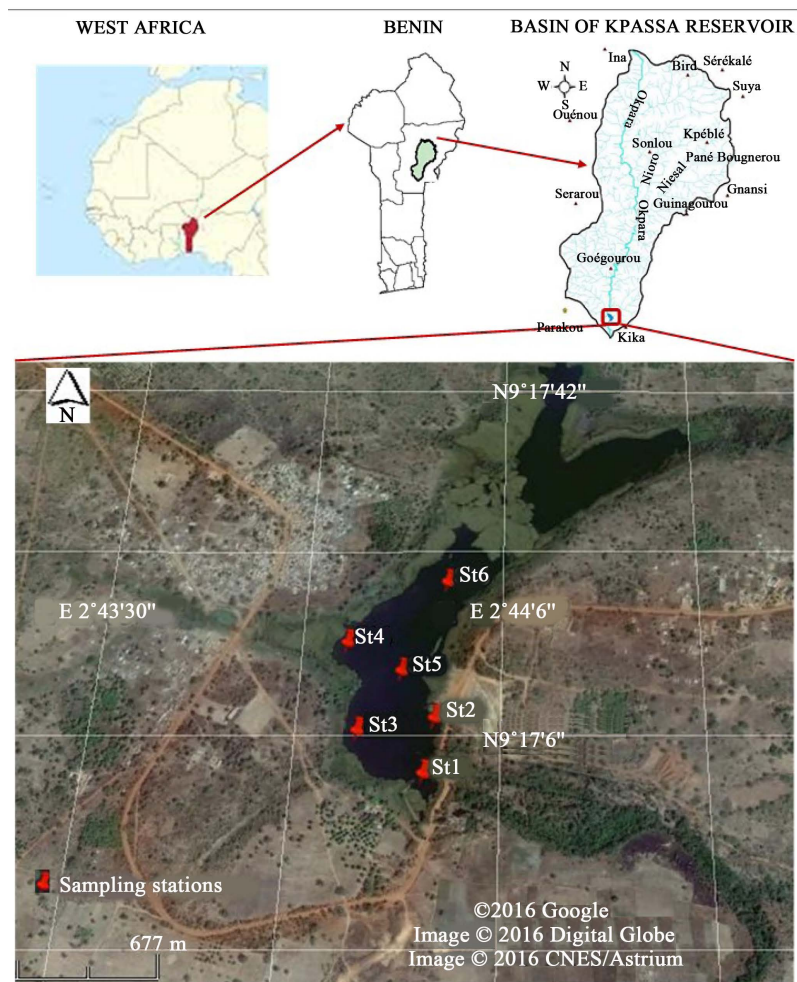 WEST AFRICA
BENIN
BASIN OF KPASSA RESERVOIR
N
W E
S
Ina
Bird
Sérékalé
Suya
Ouénou
Okpara
Kpéblé
Sonlou
Pané Bougnerou
Nioro
Niesal
Gnansi
Serarou
Guinagourou
Okpara
Goégourou
Parakou
Kika
N
N9°17'42"
St6
E 2°43'30"
E 2°44'6"
St4
St5
St2
St3
N9°17'6"
St1
Sampling stations
©2016 Google
677 m
Image © 2016 Digital Globe
Image © 2016 CNES/Astrium